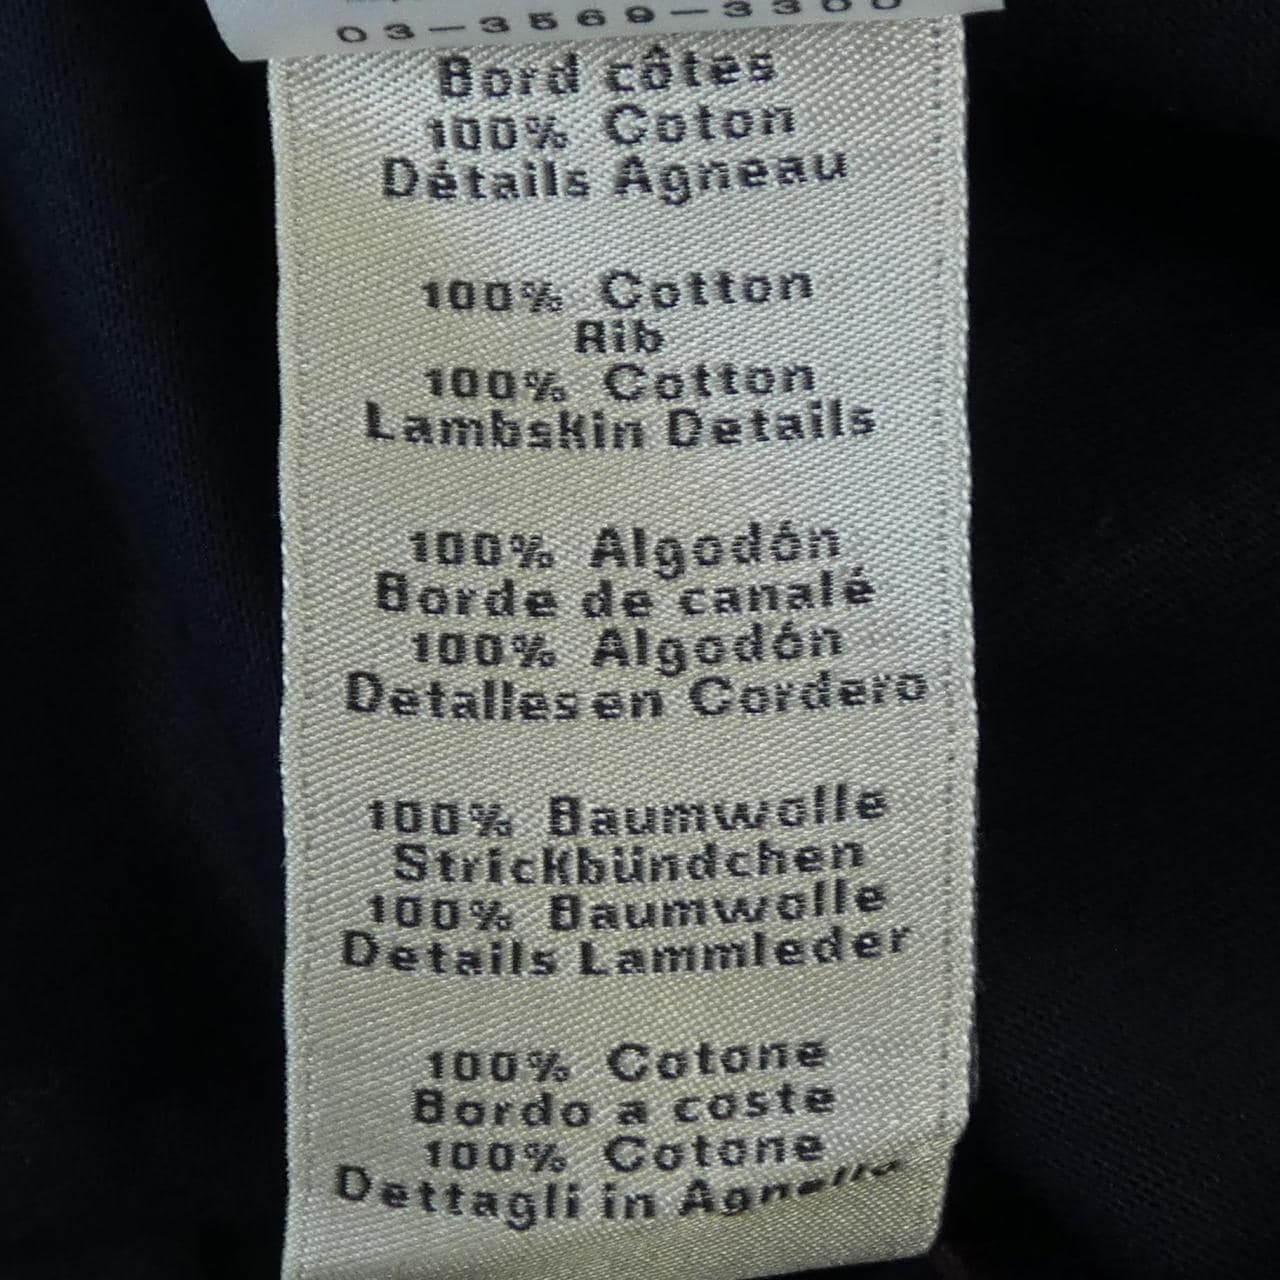 03-3569-3300
Bord côtes
100% Coton
Détails Agneau
100% Cotton
Rib
100% Cotton
Lambskin Details
100% Algodón
Borde de canalé
100% Algodón
Detalles en Cordero
100% Baumwolle
Strickbündchen
100% Baumwolle
Details Lammleder
100% Cotone
Bordo a coste
100% Cotone
Dettagli in Agnello